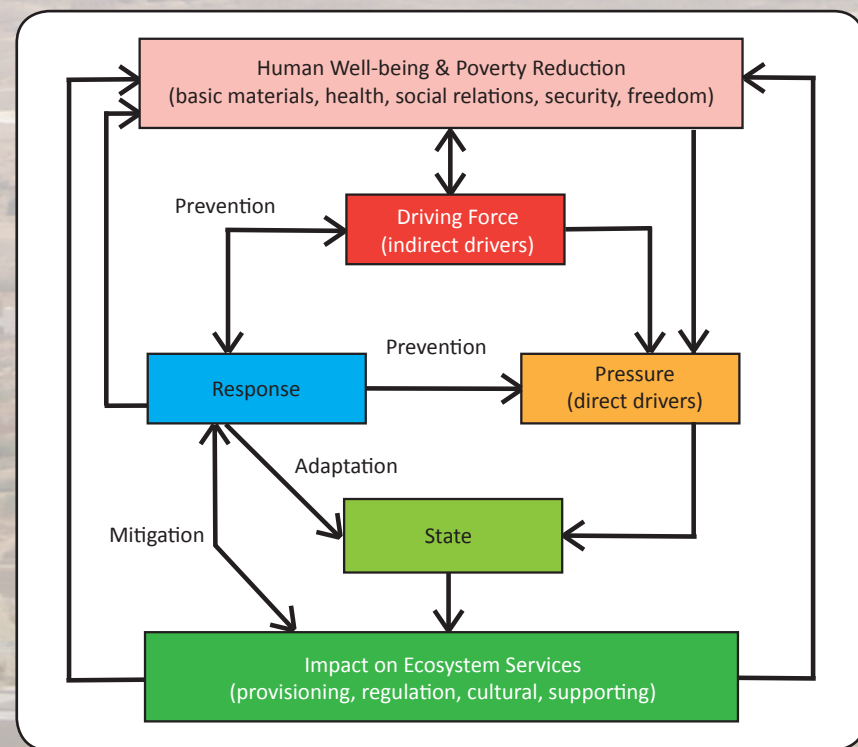 Human Well-being & Poverty Reduction
(basic materials, health, social relations, security, freedom)
Prevention
Driving Force
(indirect drivers)
Prevention
Response
Pressure
(direct drivers)
Adaptation
Mitigation
State
Impact on Ecosystem Services
(provisioning, regulation, cultural, supporting)